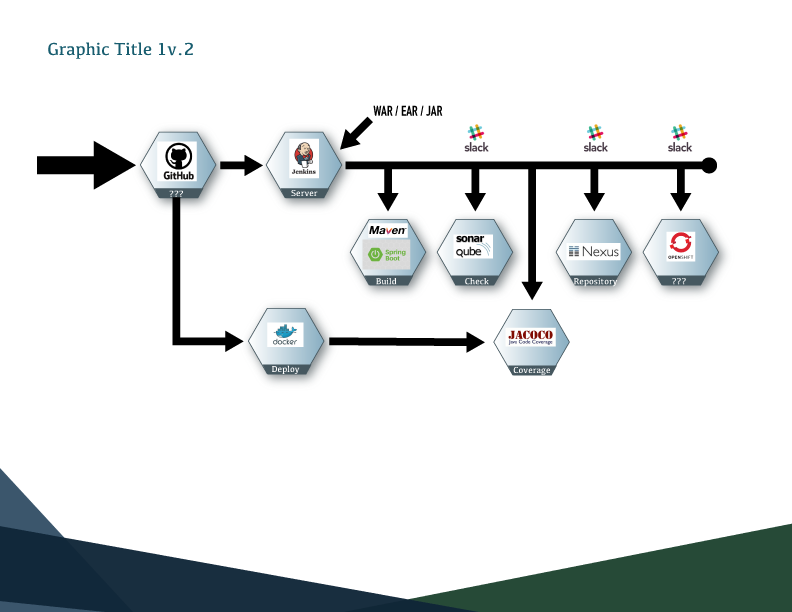 Graphic Title 1v.2
WAR / EAR / JAR
slack
slack
slack
GitHub
???
Jenkins
Server
Maven
Spring
Boot
Build
sonar
qube
Check
Nexus
Repository
OPENSHIFT
???
docker
Deploy
JACOCO
Java Code Coverage
Coverage